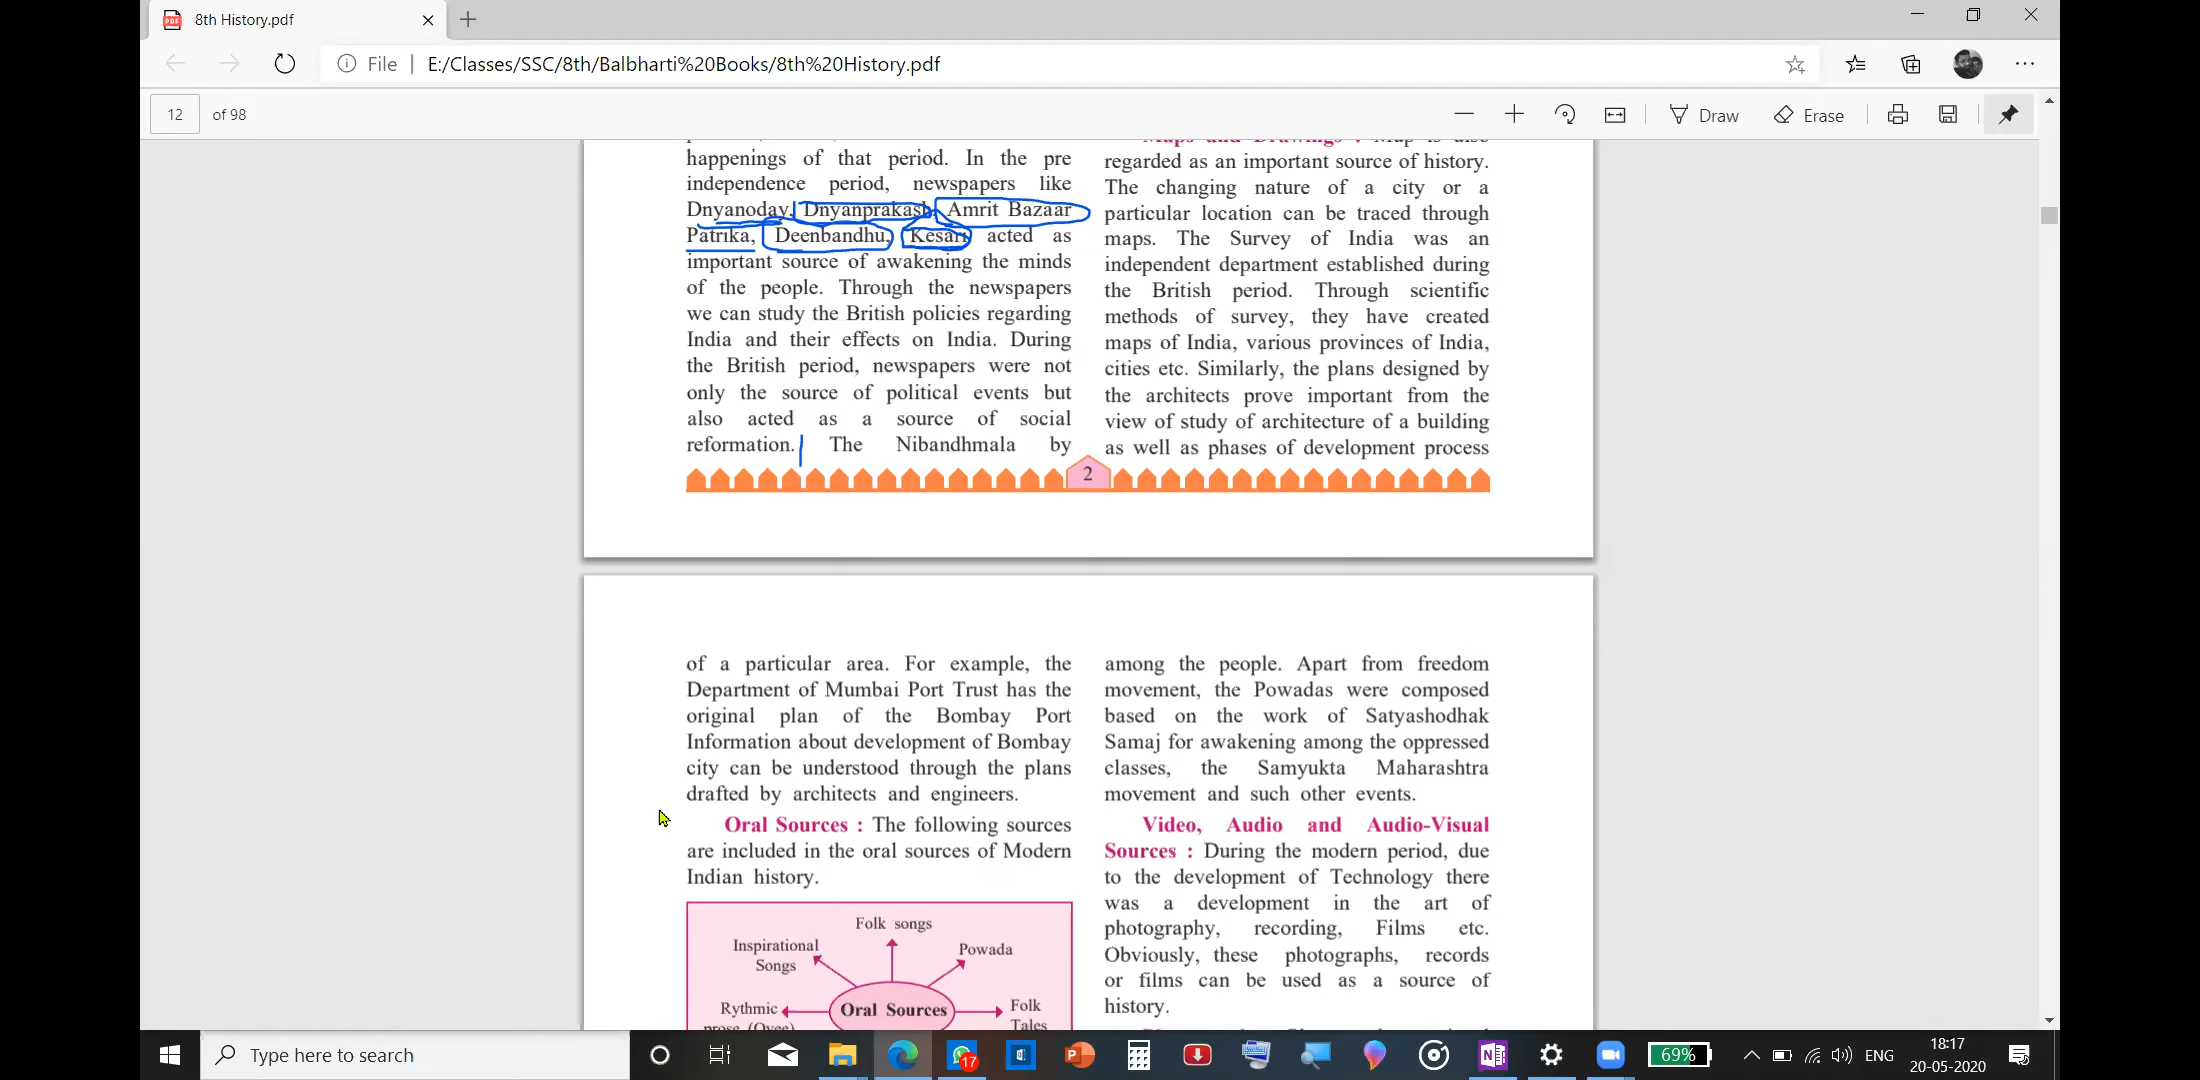 8th History.pdf
File | E:/Classes/SSC/8th/Balbharti%20Books/8th%20History.pdf
12 of 98
Draw
Erase
happenings of that period. In the pre
independence period, newspapers like
Dnyanoday, Dnyanprakash, Amrit Bazaar
Patrika, Deenbandhu, Kesari acted as
important source of awakening the minds
of the people. Through the newspapers
we can study the British policies regarding
India and their effects on India. During
the British period, newspapers were not
only the source of political events but
also acted as a source of social
reformation. The Nibandhmala by
Maps and Drawings : Map is also
regarded as an important source of history.
The changing nature of a city or a
particular location can be traced through
maps. The Survey of India was an
independent department established during
the British period. Through scientific
methods of survey, they have created
maps of India, various provinces of India,
cities etc. Similarly, the plans designed by
the architects prove important from the
view of study of architecture of a building
as well as phases of development process
2
of a particular area. For example, the
Department of Mumbai Port Trust has the
original plan of the Bombay Port
Information about development of Bombay
city can be understood through the plans
drafted by architects and engineers.
Oral Sources : The following sources
are included in the oral sources of Modern
Indian history.
Folk songs
Inspirational
Songs
Powada
Rythmic
prose (Ovee)
Oral Sources
Folk
Tales
among the people. Apart from freedom
movement, the Powadas were composed
based on the work of Satyashodhak
Samaj for awakening among the oppressed
classes, the Samyukta Maharashtra
movement and such other events.
Video, Audio and Audio-Visual
Sources : During the modern period, due
to the development of Technology there
was a development in the art of
photography, recording, Films etc.
Obviously, these photographs, records
or films can be used as a source of
history.
Type here to search
17
69%
ENG
18:17
20-05-2020